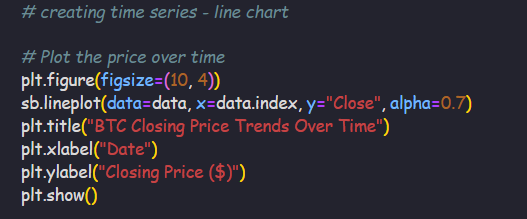 # creating time series - line chart
# Plot the price over time
plt.figure(figsize=(10, 4))
sb.lineplot(data=data, x=data.index, y="Close", alpha=0.7)
plt.title("BTC Closing Price Trends Over Time")
plt.xlabel("Date")
plt.ylabel("Closing Price ($)")
plt.show()